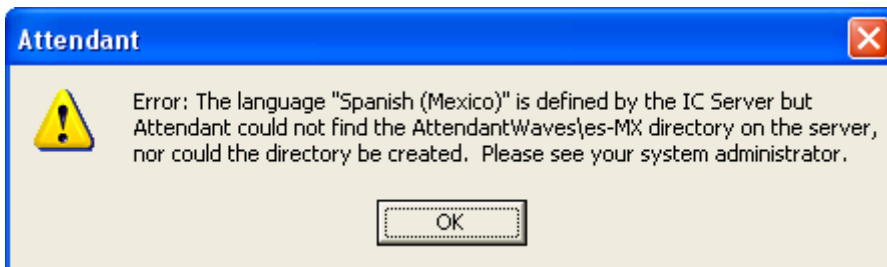 Attendant
Error: The language "Spanish (Mexico)" is defined by the IC Server but
Attendant could not find the AttendantWaves\es-MX directory on the server,
nor could the directory be created.  Please see your system administrator.
OK